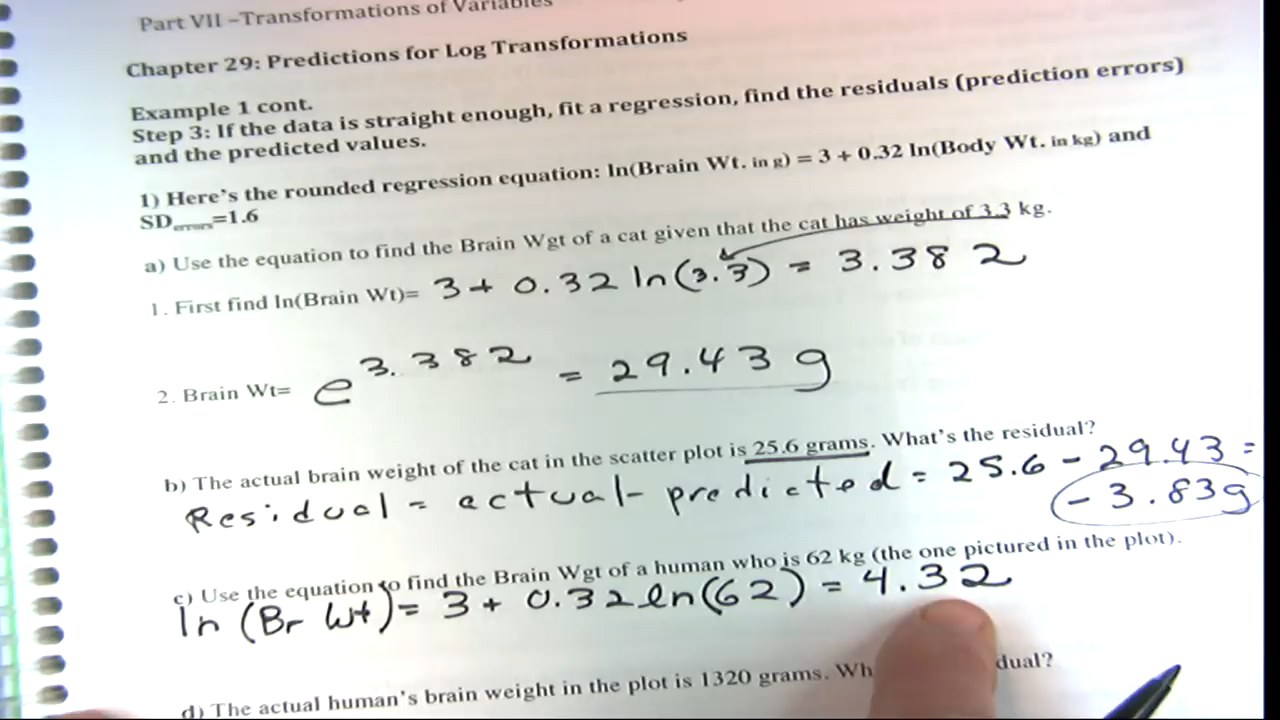 Part VII –Transformations of Variables
Chapter 29: Predictions for Log Transformations
Example 1 cont.
Step 3: If the data is straight enough, fit a regression, find the residuals (prediction errors)
and the predicted values.
1) Here's the rounded regression equation: ln(Brain Wt. in g) = 3 + 0.32 ln(Body Wt. in kg) and
SDerrors=1.6
a) Use the equation to find the Brain Wgt of a cat given that the cat has weight of 3.3 kg.
1. First find ln(Brain Wt)= 3+ 0.32 ln(3.3) = 3.382
2. Brain Wt= e^3.382 = 29.43 g
b) The actual brain weight of the cat in the scatter plot is 25.6 grams. What's the residual?
Residual = actual- predicted = 25.6 - 29.43 =
- 3.83g
c) Use the equation to find the Brain Wgt of a human who is 62 kg (the one pictured in the plot).
ln (Br Wt)= 3 + 0.32 ln(62) = 4.32
d) The actual human's brain weight in the plot is 1320 grams. Wh dual?